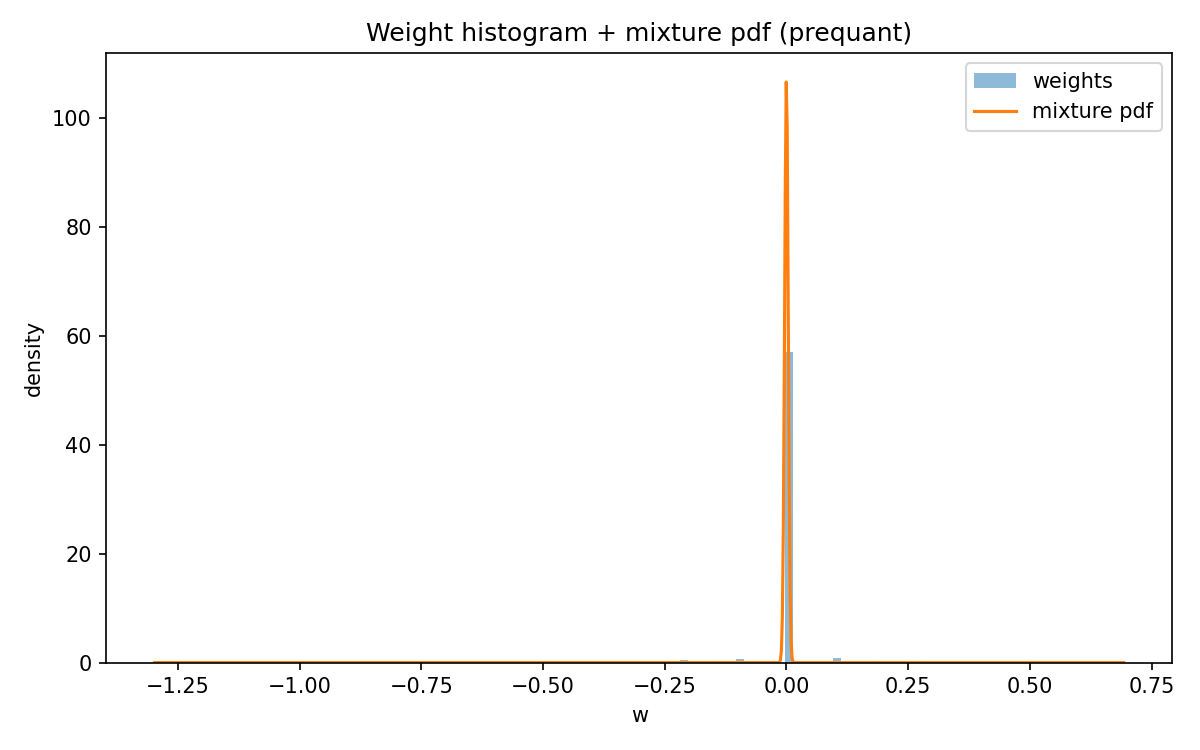 Weight histogram + mixture pdf (prequant)
weights
mixture pdf
density
100
80
60
40
20
0
−1.25 −1.00 −0.75 −0.50 −0.25 0.00 0.25 0.50 0.75
w